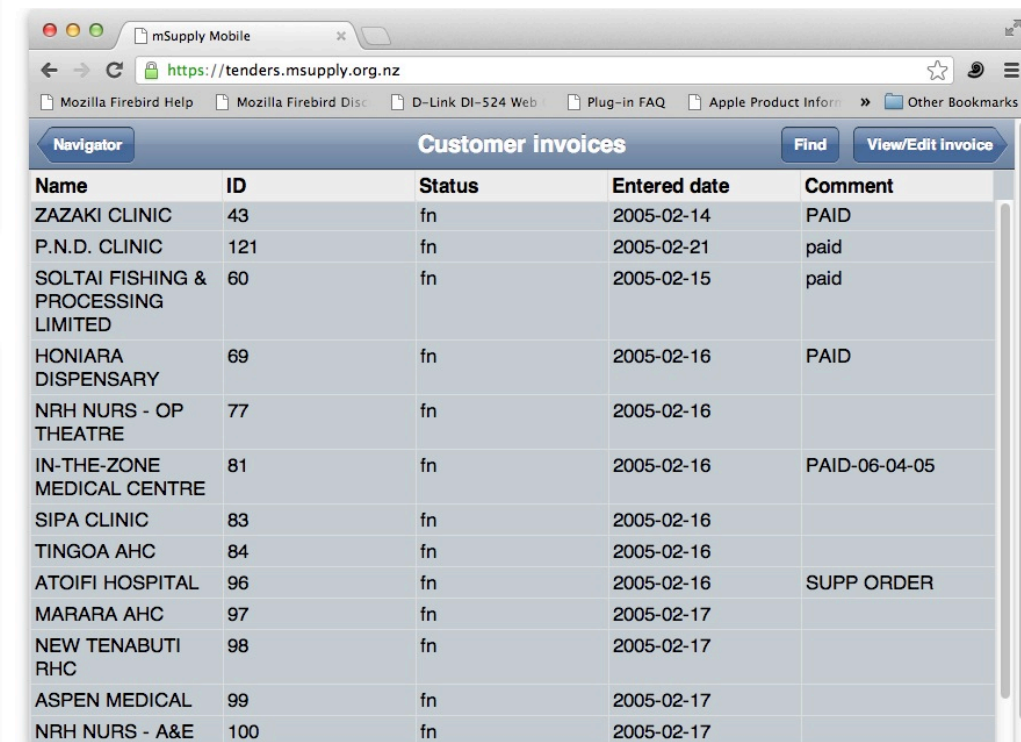 mSupply Mobile
https://tenders.msupply.org.nz
Mozilla Firebird Help Mozilla Firebird Disc D-Link DI-524 Web Plug-in FAQ Apple Product Inform » Other Bookmarks
Navigator Customer invoices Find View/Edit invoice
Name ID Status Entered date Comment
ZAZAKI CLINIC 43 fn 2005-02-14 PAID
P.N.D. CLINIC 121 fn 2005-02-21 paid
SOLTAI FISHING & 60 fn 2005-02-15 paid
PROCESSING
LIMITED
HONIARA 69 fn 2005-02-16 PAID
DISPENSARY
NRH NURS - OP 77 fn 2005-02-16
THEATRE
IN-THE-ZONE 81 fn 2005-02-16 PAID-06-04-05
MEDICAL CENTRE
SIPA CLINIC 83 fn 2005-02-16
TINGOA AHC 84 fn 2005-02-16
ATOIFI HOSPITAL 96 fn 2005-02-16 SUPP ORDER
MARARA AHC 97 fn 2005-02-17
NEW TENABUTI 98 fn 2005-02-17
RHC
ASPEN MEDICAL 99 fn 2005-02-17
NRH NURS - A&E 100 fn 2005-02-17